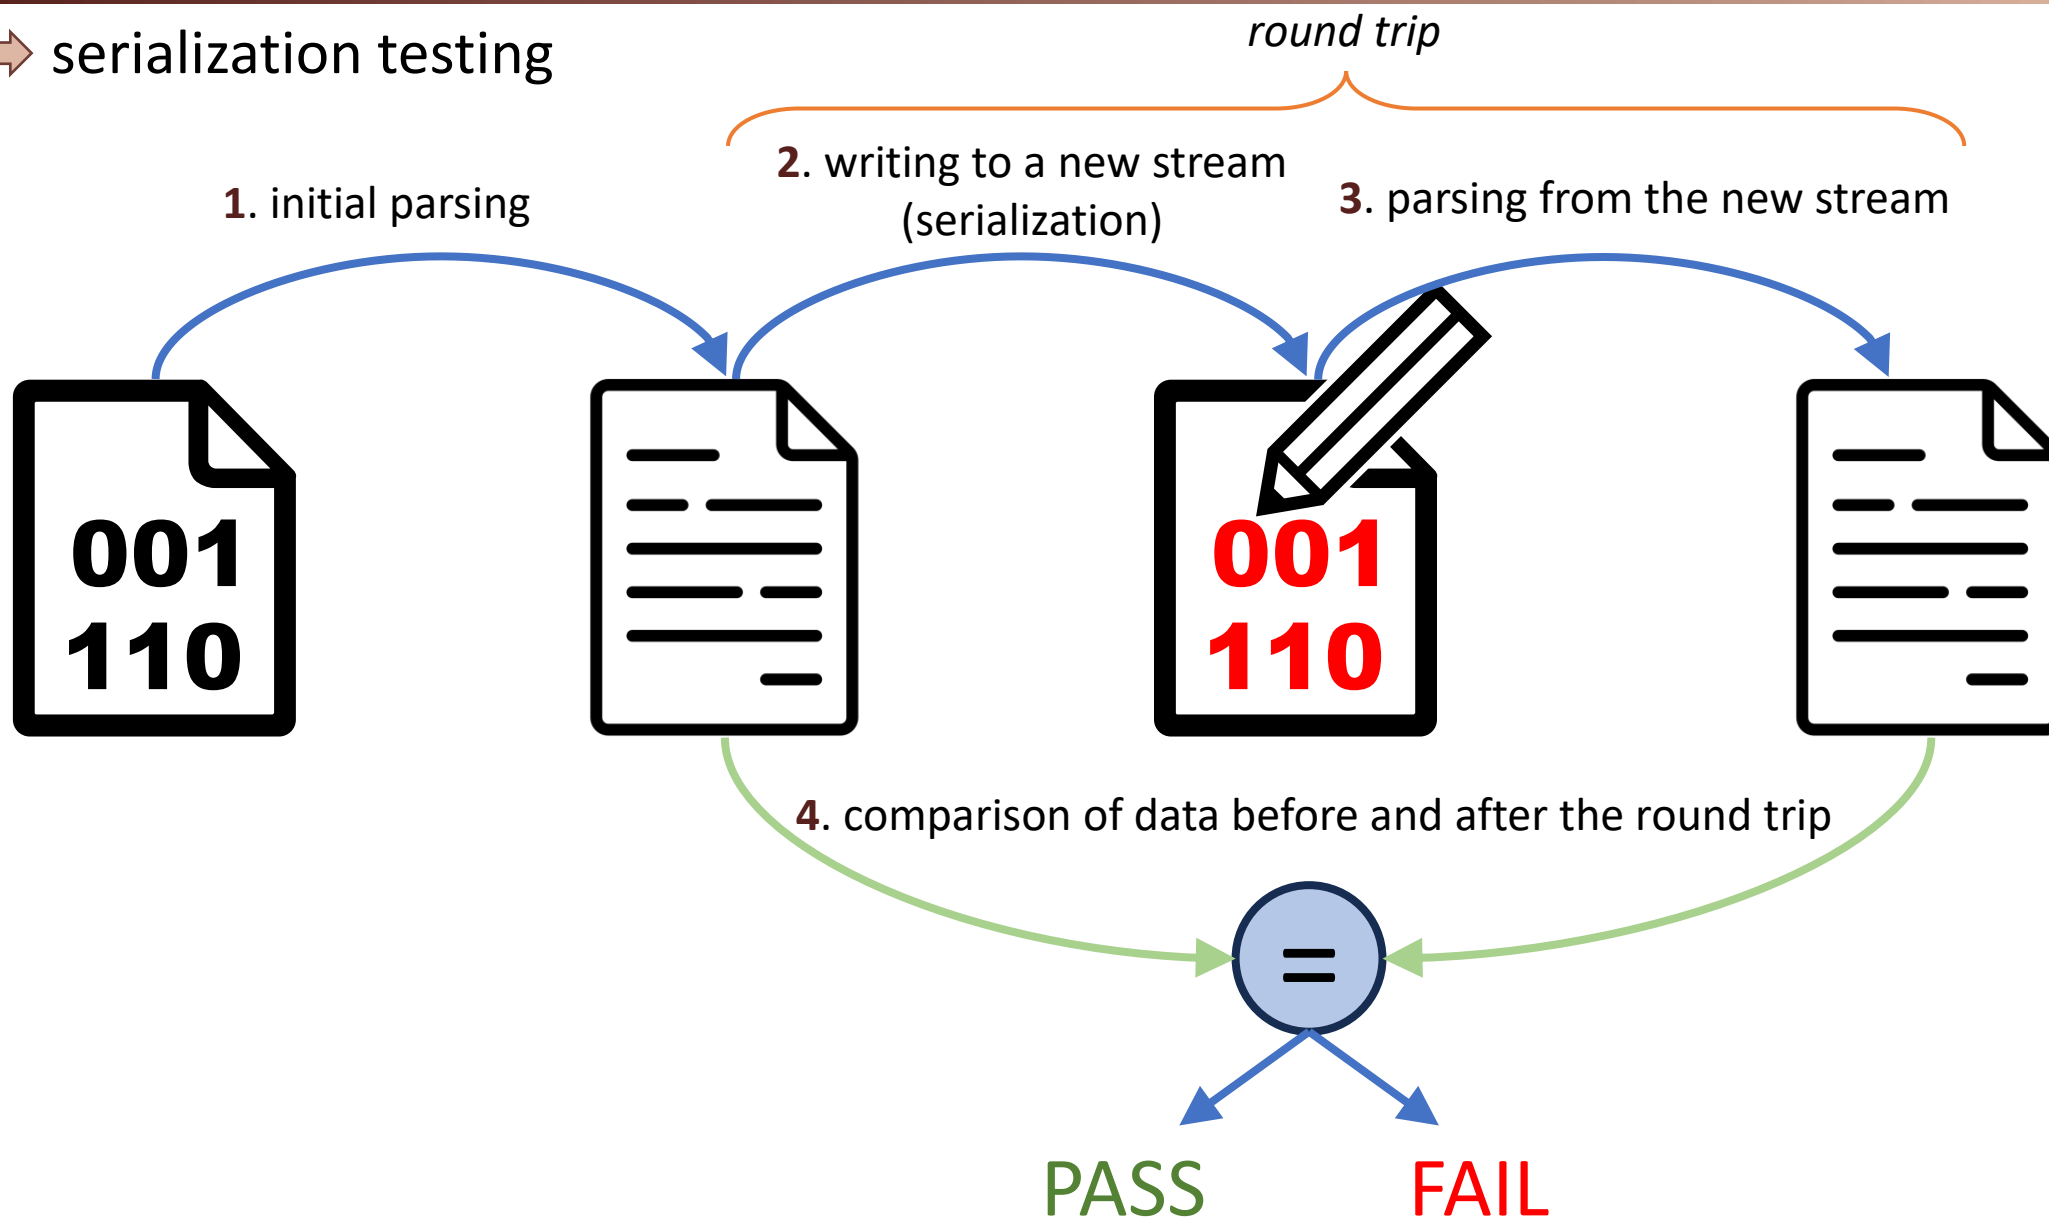 serialization testing
round trip
1. initial parsing
2. writing to a new stream
(serialization)
3. parsing from the new stream
001
110
001
110
4. comparison of data before and after the round trip
=
PASS
FAIL